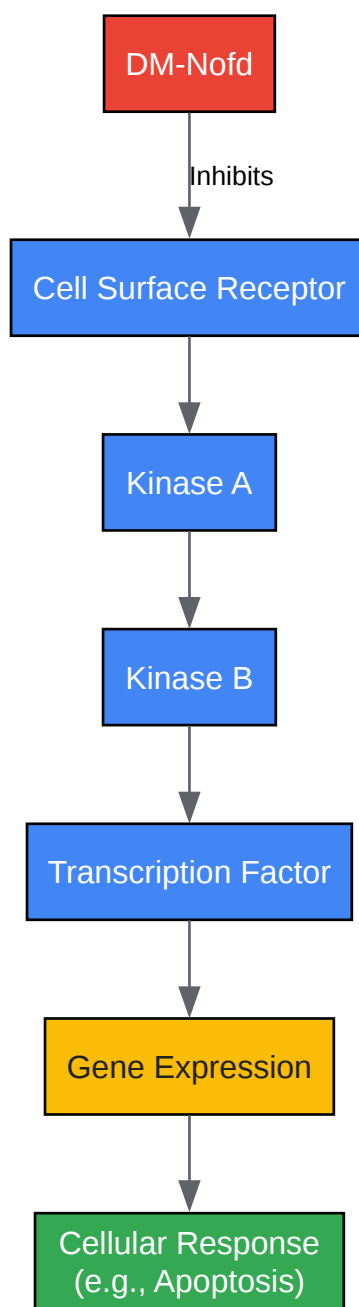 DM-Nofd
Inhibits
Cell Surface Receptor
Kinase A
Kinase B
Transcription Factor
Gene Expression
Cellular Response
(e.g., Apoptosis)